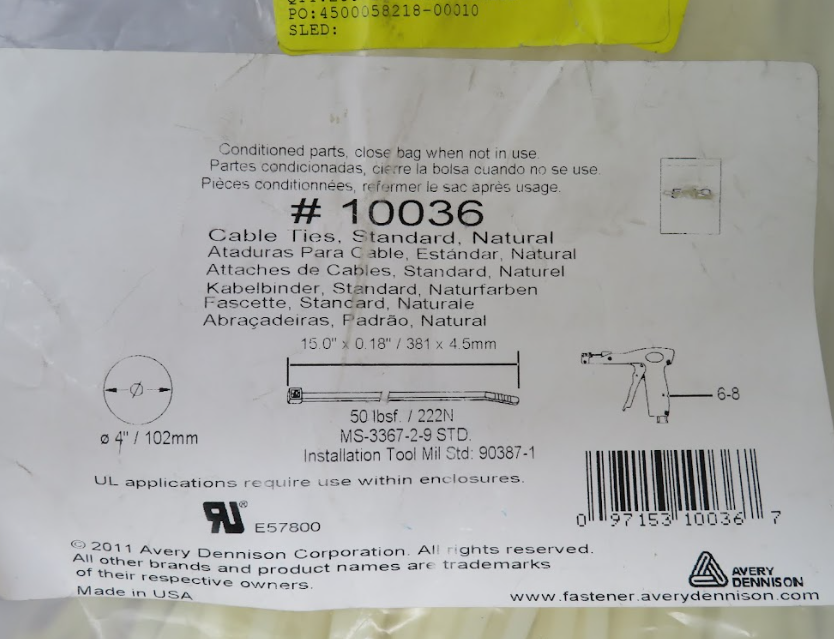 PO:4500058218-00010
SLED:
Conditioned parts, close bag when not in use.
Partes condicionadas, cierre la bolsa cuando no se use.
Pièces conditionnées, refermer le sac aprés usage.
# 10036
Cable Ties, Standard, Natural
Ataduras Para Cable, Estándar, Natural
Attaches de Cables, Standard, Naturel
Kabelbinder, Standard, Naturfarben
Fascette, Standard, Naturale
Abraçadeiras, Padrão, Natural
15.0" x 0.18" / 381 x 4.5mm
Ø
6-8
ø 4" / 102mm
50 lbsf. / 222N
MS-3367-2-9 STD.
Installation Tool Mil Std: 90387-1
UL applications require use within enclosures.
RU® E57800
0 97153 10036 7
© 2011 Avery Dennison Corporation. All rights reserved.
All other brands and product names are trademarks
of their respective owners.
Made in USA
AVERY
DENNISON
www.fastener.averydennison.com